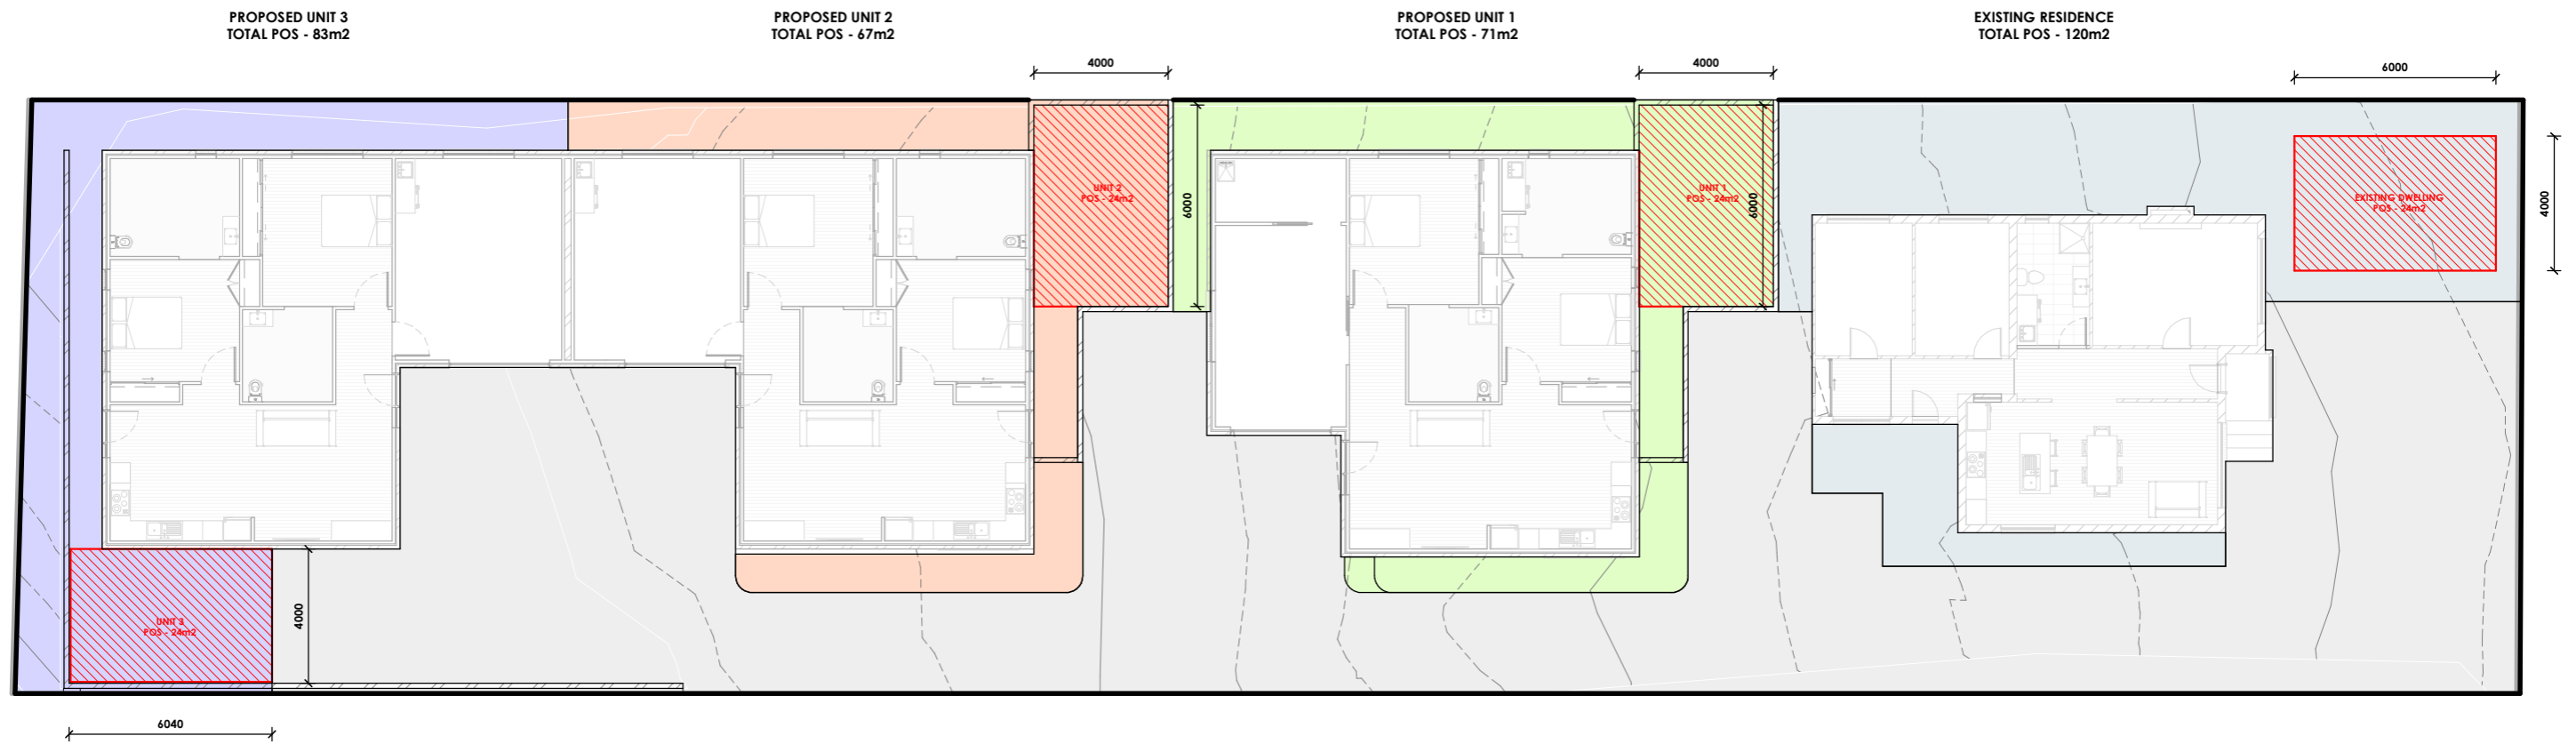 PROPOSED UNIT 3
TOTAL POS - 83m2
PROPOSED UNIT 2
TOTAL POS - 67m2
PROPOSED UNIT 1
TOTAL POS - 71m2
EXISTING RESIDENCE
TOTAL POS - 120m2
4000
4000
6000
UNIT 2
POS - 24m2
6000
UNIT 1
POS - 24m2
6000
EXISTING DWELLING
POS - 24m2
4000
UNIT 3
POS - 24m2
4000
6040